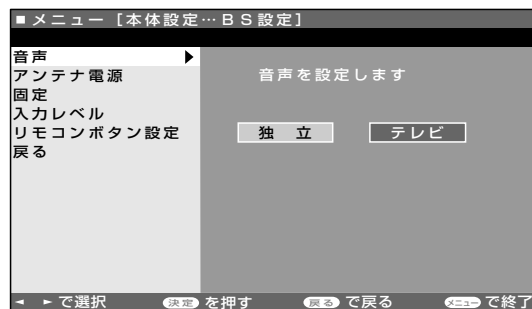 ■メニュー [本体設定…BS設定]
音声 ▶
アンテナ電源
固定
入力レベル
リモコンボタン設定
戻る
音声を設定します
独 立 テレビ
◄ ►で選択 決定を押す 戻るで戻る メニューで終了